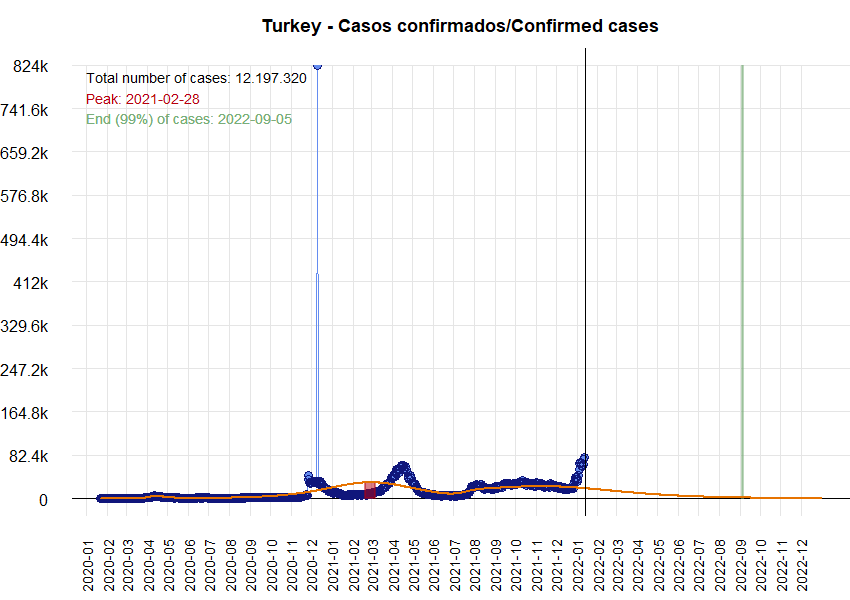 Turkey - Casos confirmados/Confirmed cases
824k
741.6k
659.2k
576.8k
494.4k
412k
329.6k
247.2k
164.8k
82.4k
0
Total number of cases: 12.197.320
Peak: 2021-02-28
End (99%) of cases: 2022-09-05
2020-01
2020-02
2020-03
2020-04
2020-05
2020-06
2020-07
2020-08
2020-09
2020-10
2020-11
2020-12
2021-01
2021-02
2021-03
2021-04
2021-05
2021-06
2021-07
2021-08
2021-09
2021-10
2021-11
2021-12
2022-01
2022-02
2022-03
2022-04
2022-05
2022-06
2022-07
2022-08
2022-09
2022-10
2022-11
2022-12